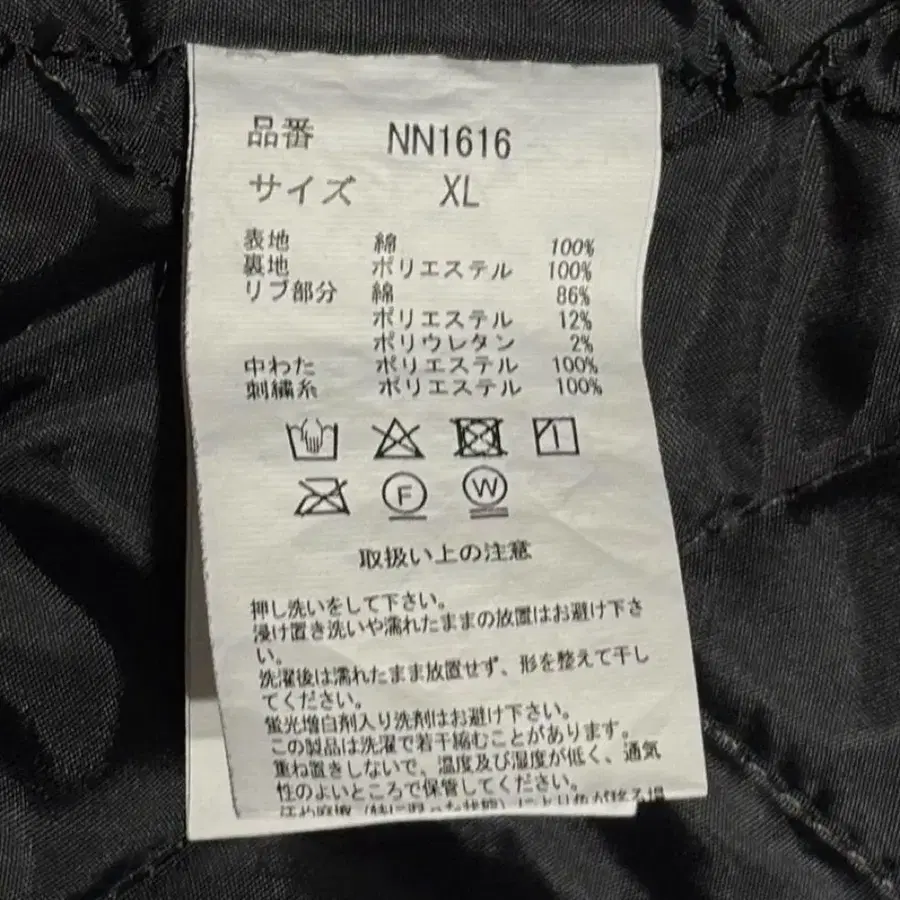 品番 NN1616
サイズ XL
表地 綿 100%
裏地 ポリエステル 100%
リブ部分 綿 86%
ポリエステル 12%
ポリウレタン 2%
中わた ポリエステル 100%
刺繍糸 ポリエステル 100%
F W
取扱い上の注意
押し洗いをして下さい。
浸け置き洗いや濡れたままの放置はお避け下さ
い。
洗濯後は濡れたまま放置せず、形を整えて干し
てください。
蛍光増白剤入り洗剤はお避け下さい。
この製品は洗濯で若干縮むことがあります。
重ね置きしないで、温度及び湿度が低く、通気
性のよいところで保管してください。